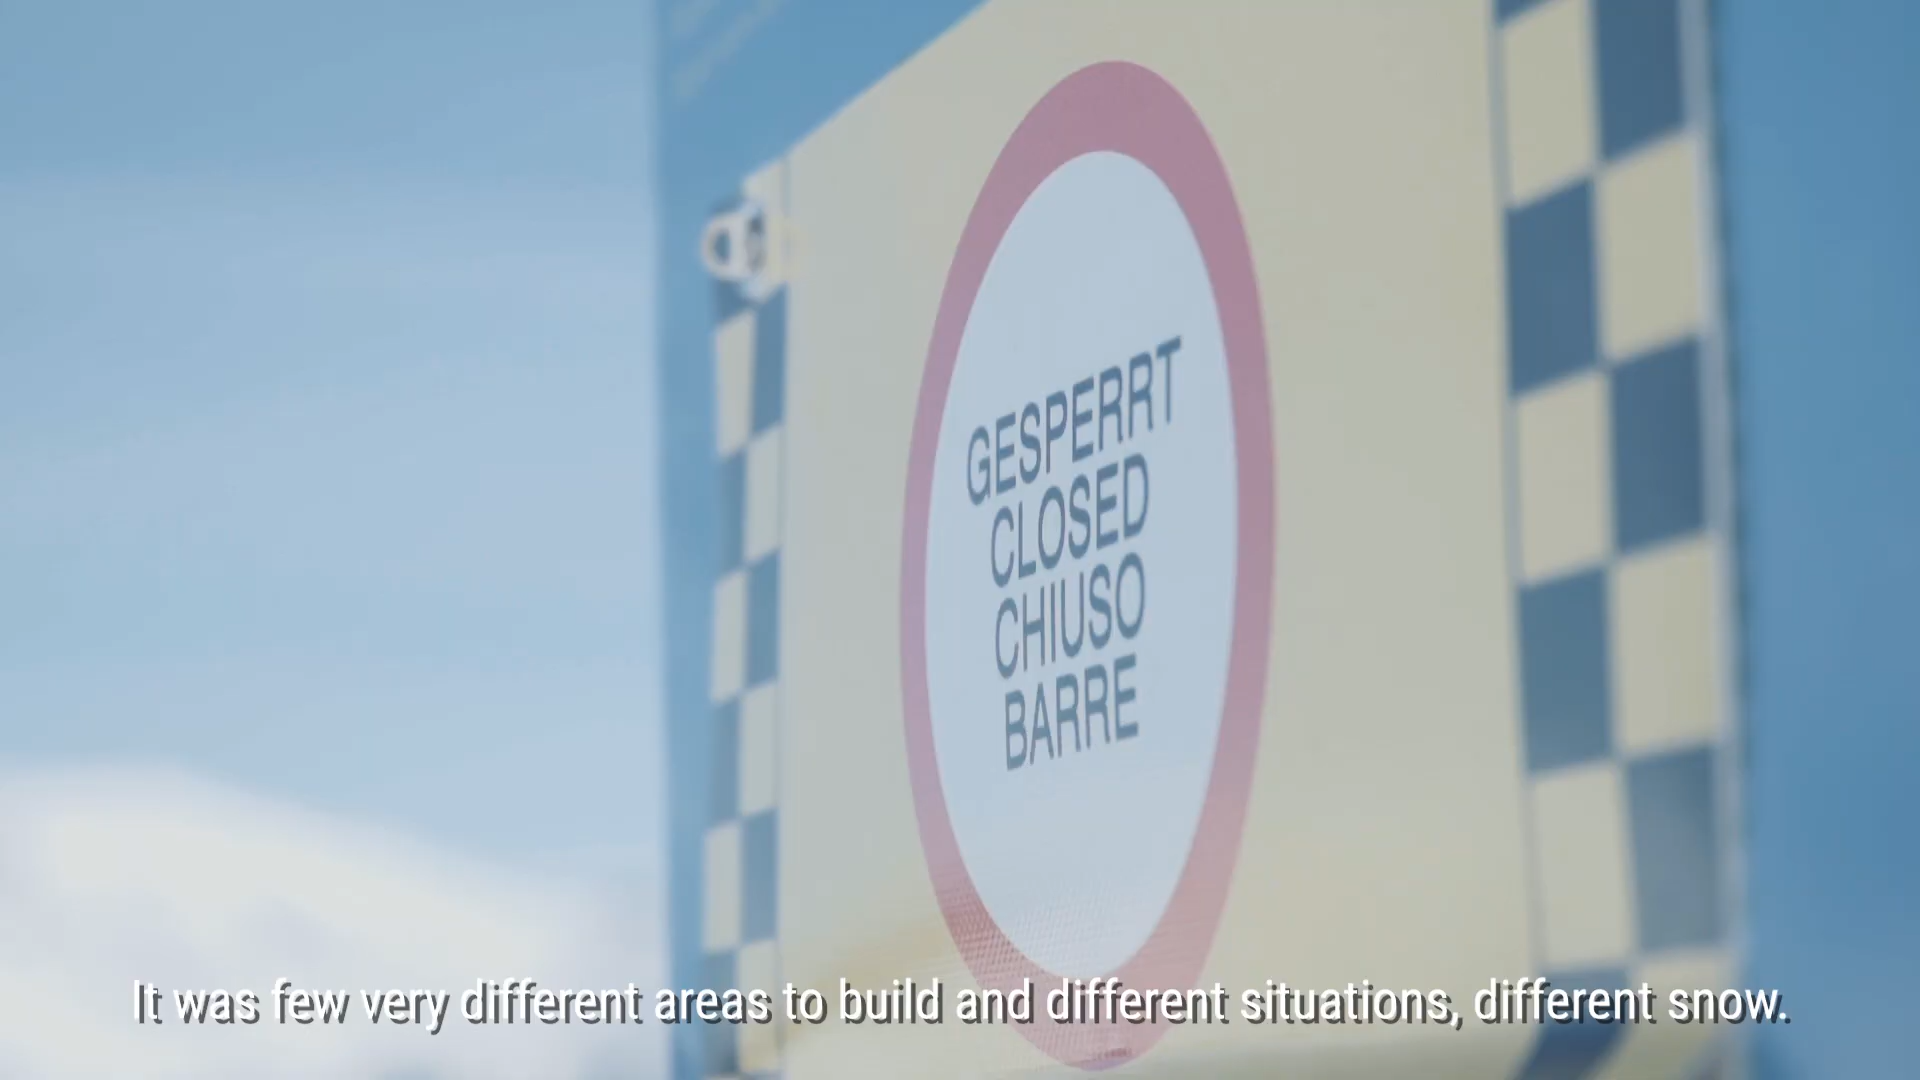 GESPERRT
CLOSED
CHIUSO
BARRE
It was few very different areas to build and different situations, different snow.